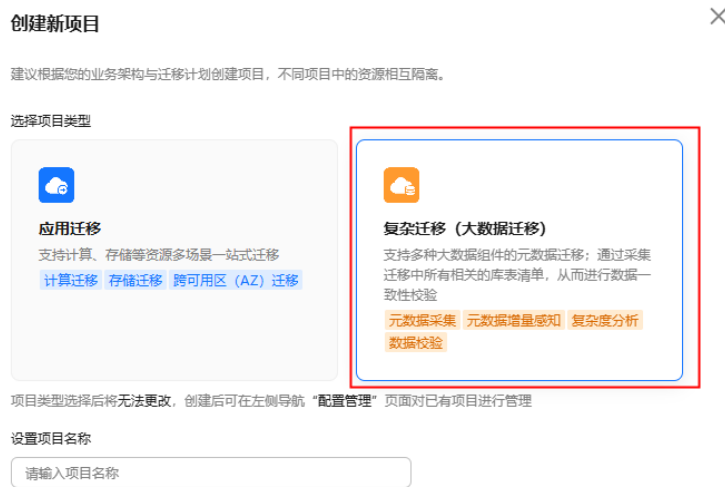 创建新项目
建议根据您的业务架构与迁移计划创建项目，不同项目中的资源相互隔离。
选择项目类型
应用迁移
支持计算、存储等资源多场景一站式迁移
计算迁移 存储迁移 跨可用区（AZ）迁移
复杂迁移（大数据迁移）
支持多种大数据组件的元数据迁移；通过采集
迁移中所有相关的库表清单，从而进行数据一
致性校验
元数据采集 元数据增量感知 复杂度分析
数据校验
项目类型选择后将无法更改，创建后可在左侧导航“配置管理”页面对已有项目进行管理
设置项目名称
请输入项目名称